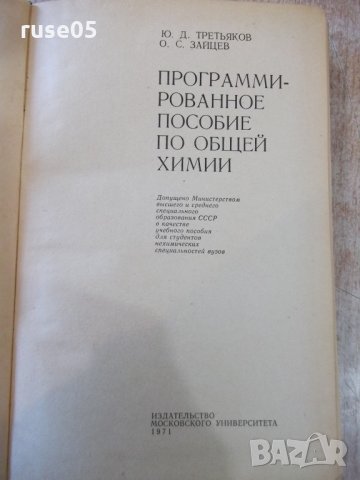 ruse05
Ю. Д. ТРЕТЬЯКОВ
О. С. ЗАЙЦЕВ
ПРОГРАММИ-
РОВАННОЕ
ПОСОБИЕ
ПО ОБЩЕЙ
ХИМИИ
Допущено Министерством
высшего и среднего
специального
образования СССР
в качестве
учебного пособия
для студентов
нехимических
специальностей вузов
ИЗДАТЕЛЬСТВО
МОСКОВСКОГО УНИВЕРСИТЕТА
1971
BAZAR